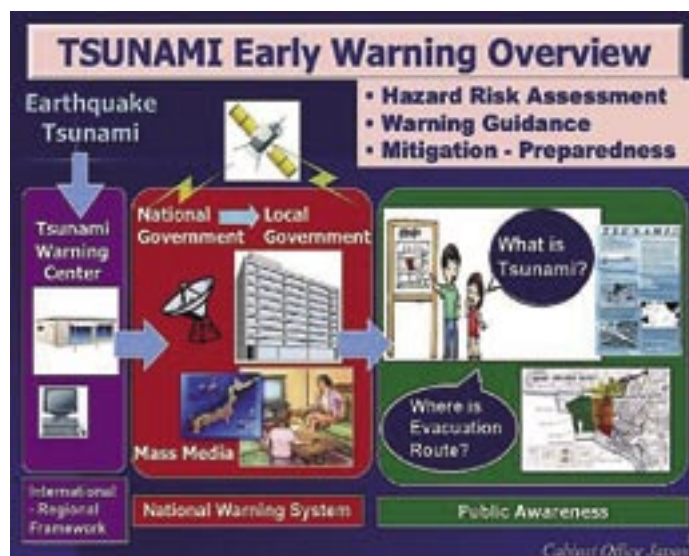 TSUNAMI Early Warning Overview
• Hazard Risk Assessment
• Warning Guidance
• Mitigation - Preparedness
Earthquake
Tsunami
Tsunami
Warning
Center
National
Government
Local
Government
Mass Media
What is
Tsunami?
TSUNAMI
Where is
Evacuation
Route?
International
- Regional
Framework
National Warning System
Public Awareness
Cabinet Office, Japan